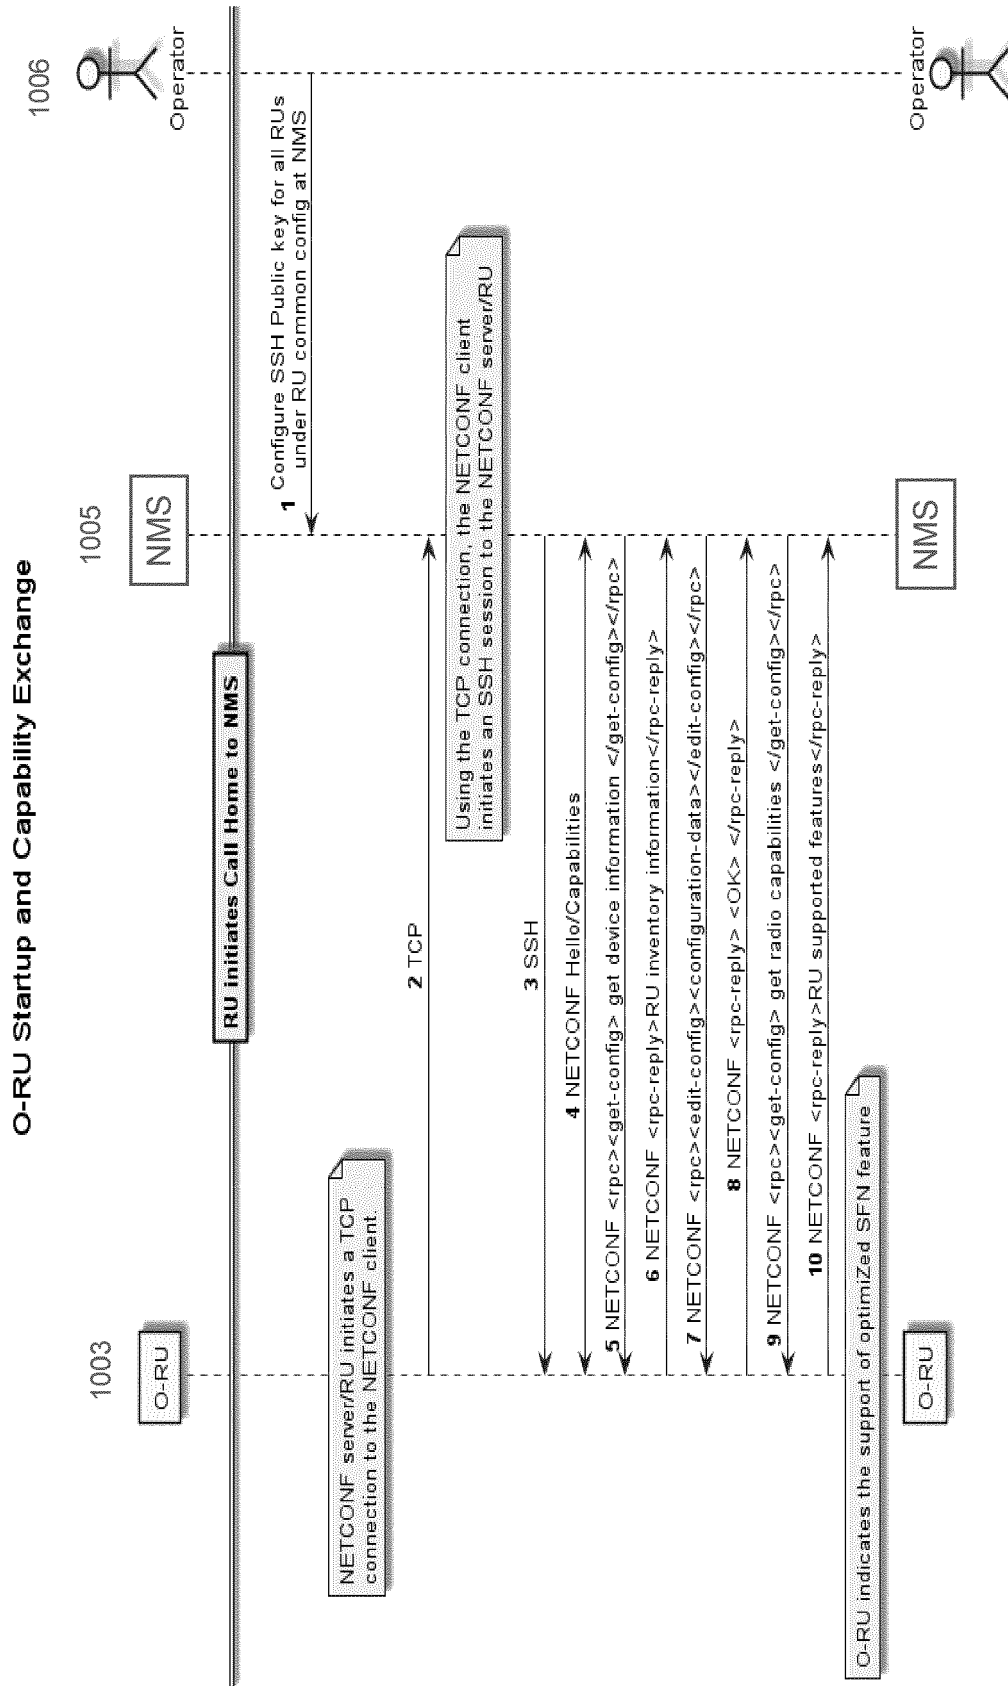 O-RU Startup and Capability Exchange
1003
1005
1006
O-RU
NMS
Operator
RU initiates Call Home to NMS
1 Configure SSH Public key for all RUs
under RU common config at NMS
NETCONF server/RU initiates a TCP
connection to the NETCONF client.
2 TCP
Using the TCP connection, the NETCONF client
initiates an SSH session to the NETCONF server/RU
3 SSH
4 NETCONF Hello/Capabilities
5 NETCONF <rpc><get-config> get device information </get-config></rpc>
6 NETCONF <rpc-reply>RU inventory information</rpc-reply>
7 NETCONF <rpc><edit-config><configuration-data></edit-config></rpc>
8 NETCONF <rpc-reply> <OK> </rpc-reply>
9 NETCONF <rpc><get-config> get radio capabilities </get-config></rpc>
10 NETCONF <rpc-reply>RU supported features</rpc-reply>
O-RU indicates the support of optimiZed SFN feature
O-RU
NMS
Operator